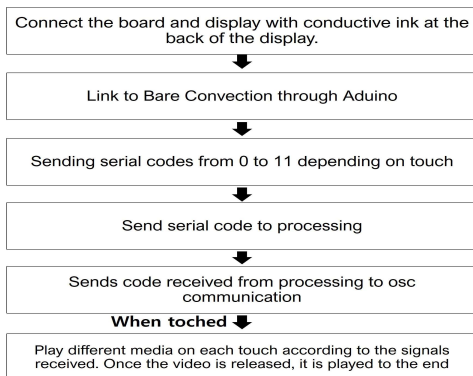 Connect the board and display with conductive ink at the
back of the display.
Link to Bare Convection through Aduino
Sending serial codes from 0 to 11 depending on touch
Send serial code to processing
Sends code received from processing to osc
communication
When toched
Play different media on each touch according to the signals
received. Once the video is released, it is played to the end